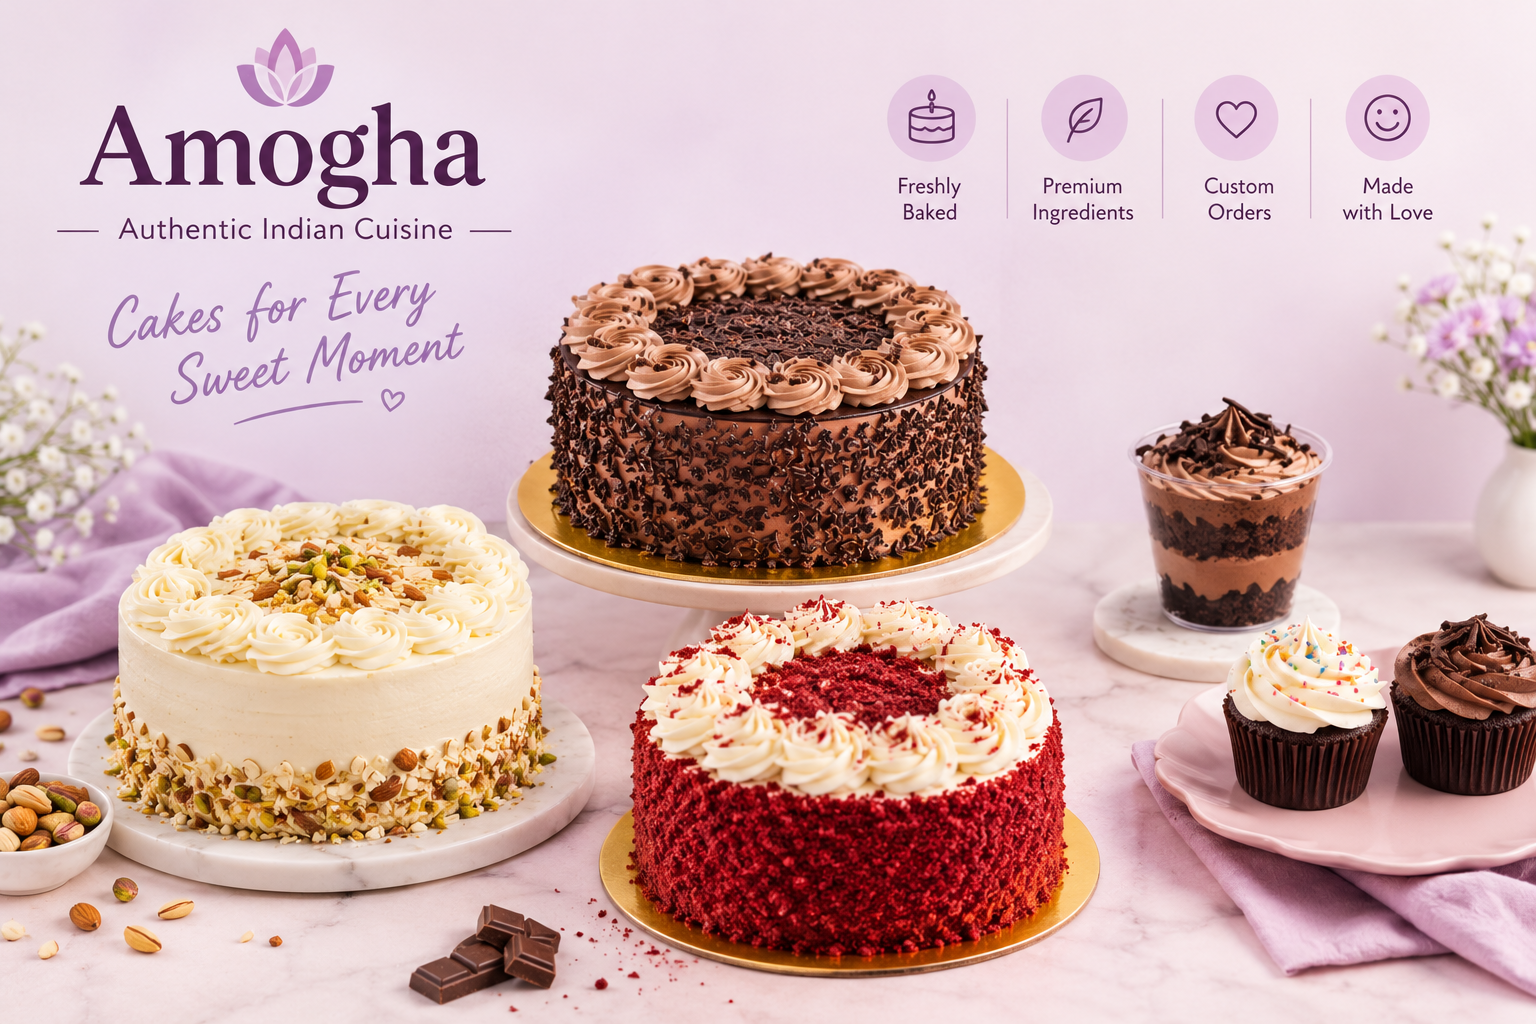 Amogha
Authentic Indian Cuisine
Cakes for Every
Sweet Moment
Freshly
Baked
Premium
Ingredients
Custom
Orders
Made
with Love